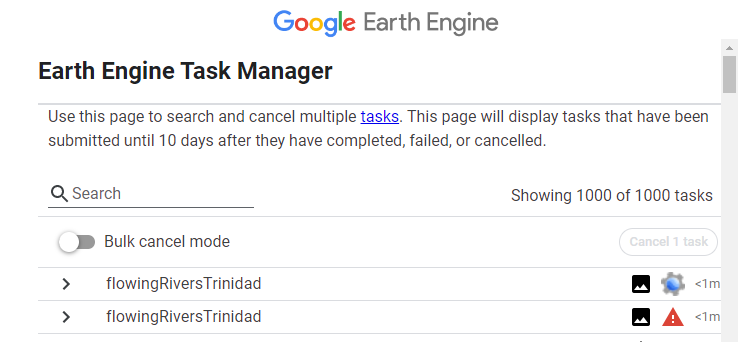 Google Earth Engine
Earth Engine Task Manager
Use this page to search and cancel multiple tasks. This page will display tasks that have been
submitted until 10 days after they have completed, failed, or cancelled.
Search
Showing 1000 of 1000 tasks
Bulk cancel mode
Cancel 1 task
flowingRiversTrinidad <1m
flowingRiversTrinidad <1m